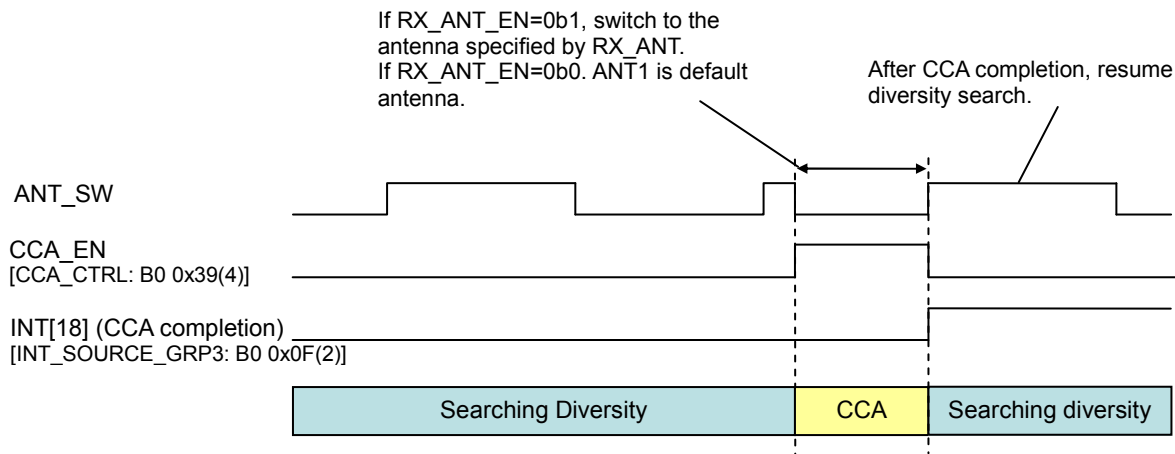 If RX_ANT_EN=0b1, switch to the
antenna specified by RX_ANT.
If RX_ANT_EN=0b0. ANT1 is default
antenna.
After CCA completion, resume
diversity search.
ANT_SW
CCA_EN
[CCA_CTRL: B0 0x39(4)]
INT[18] (CCA completion)
[INT_SOURCE_GRP3: B0 0x0F(2)]
Searching Diversity
CCA
Searching diversity